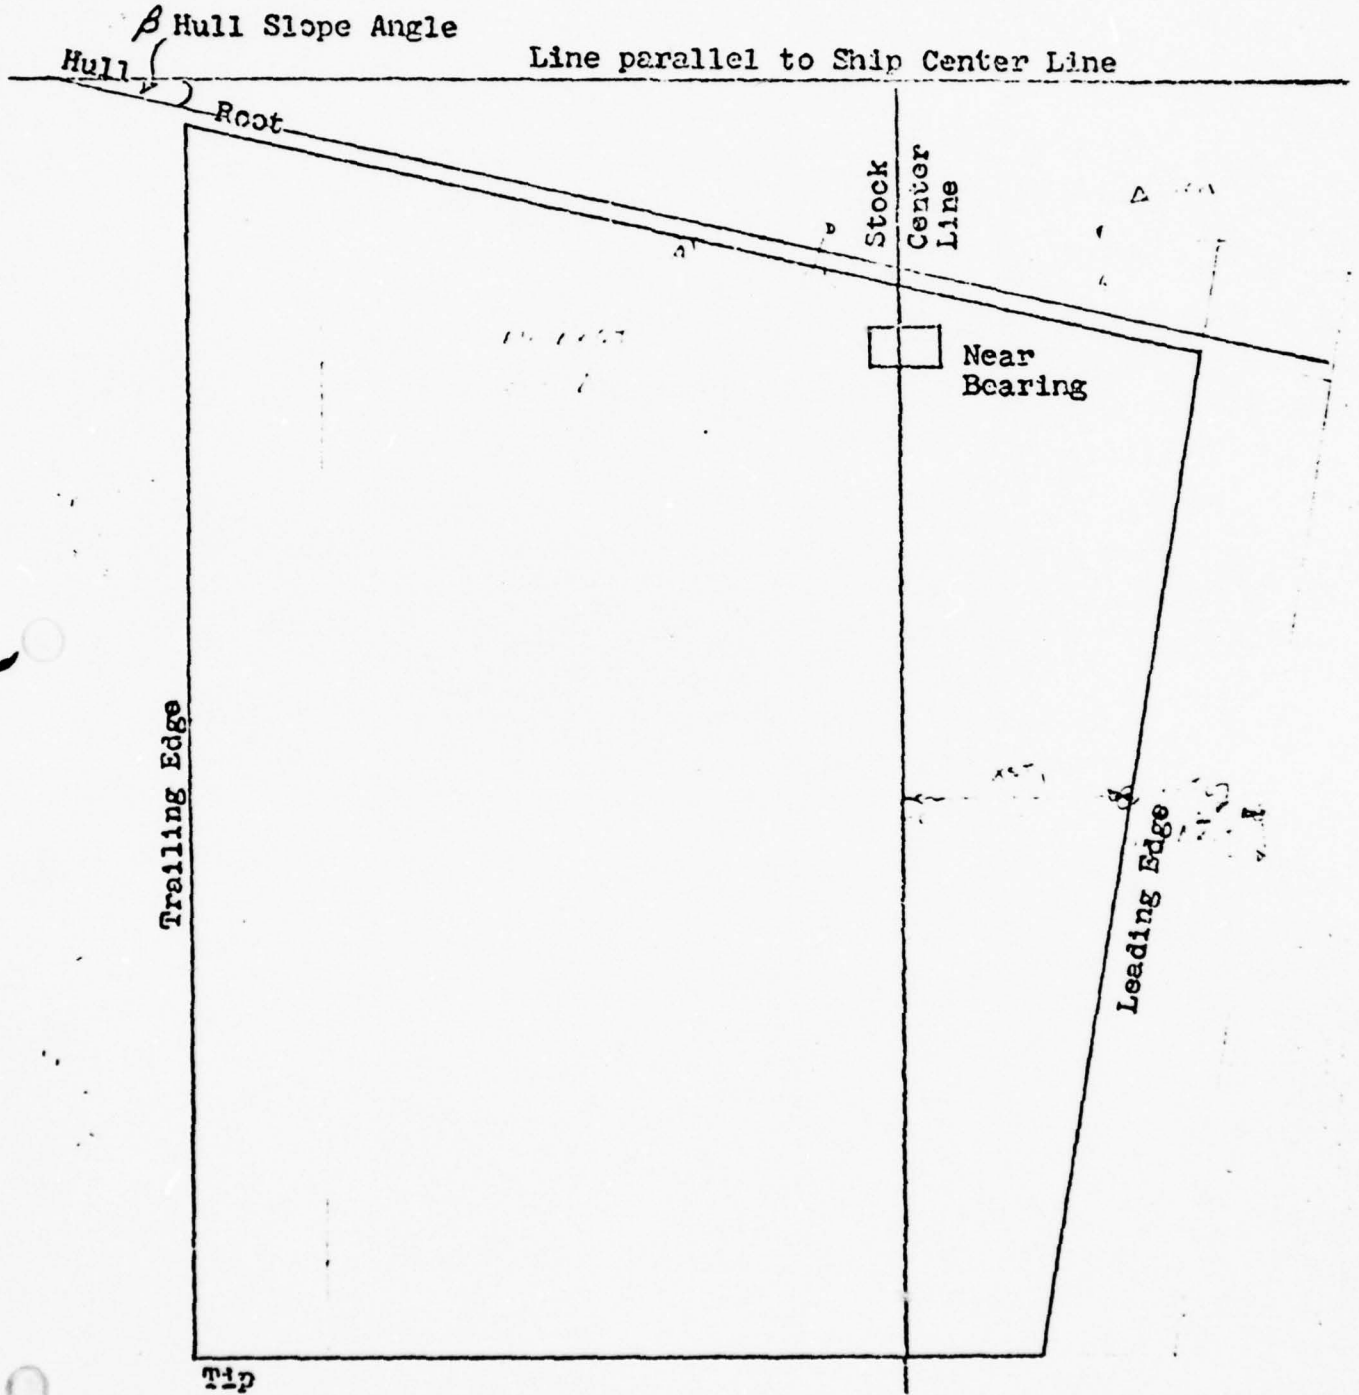 β Hull Slope Angle
Hull
Line parallel to Ship Center Line
Root
Stock
Center
Line
Near
Bearing
Trailing Edge
Leading Edge
Tip